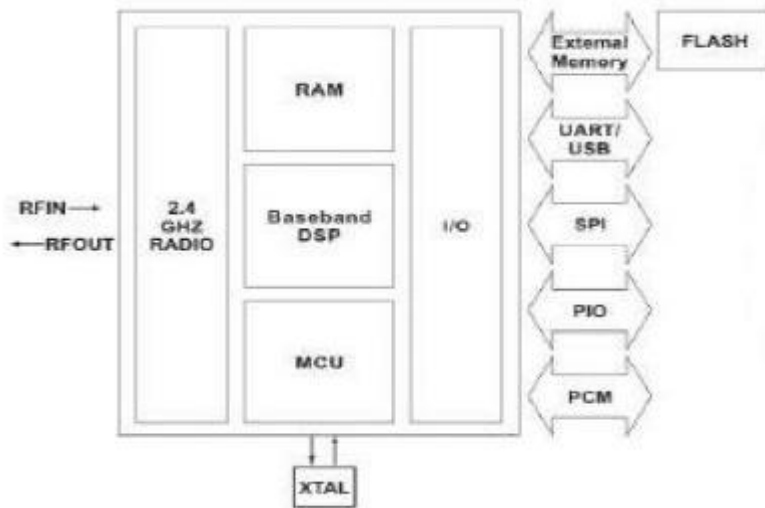 External
Memory
FLASH
RAM
UART/
USB
RFIN
RFOUT
2.4
GHZ
RADIO
Baseband
DSP
I/O
SPI
PIO
MCU
PCM
XTAL